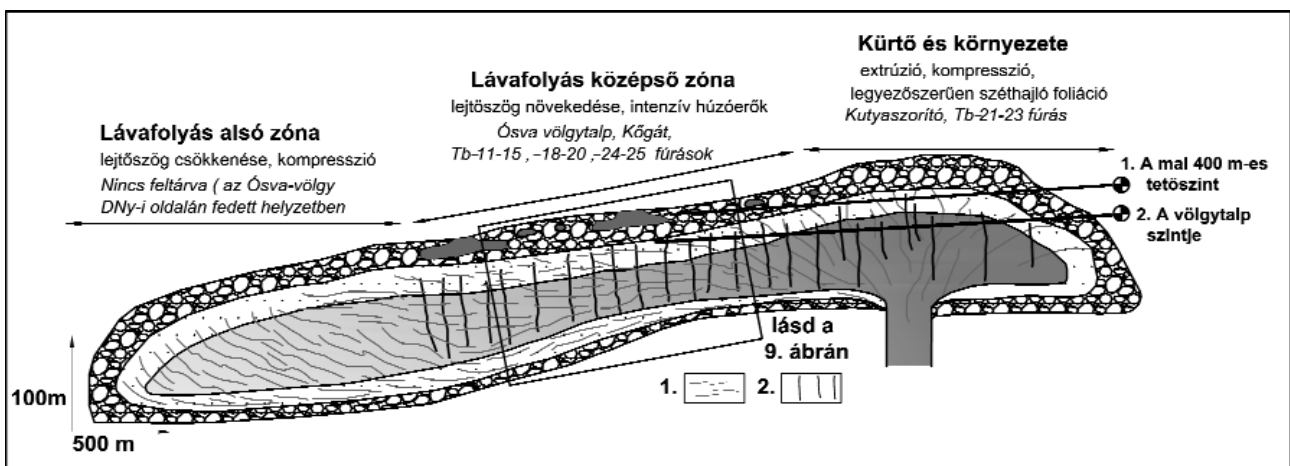 Kürtő és környezete
extrúzió, kompresszió,
legyezőszerűen széthajló foliáció
Kutyaszorító, Tb-21-23 fúrás
Lávafolyás középső zóna
lejtöszög növekedése, intenzív húzóerők
Ósva völgytalp, Kőgát,
Tb-11-15 , –18-20 ,–24-25 fúrások
Lávafolyás alsó zóna
lejtőszög csökkenése, kompresszió
Nincs feltárva ( az Ósva-völgy
DNy-i oldalán fedett helyzetben
1. A mal 400 m-es
tetöszint
2. A völgytalp
szintje
lásd a
9. ábrán
1.
2.
100m
500 m